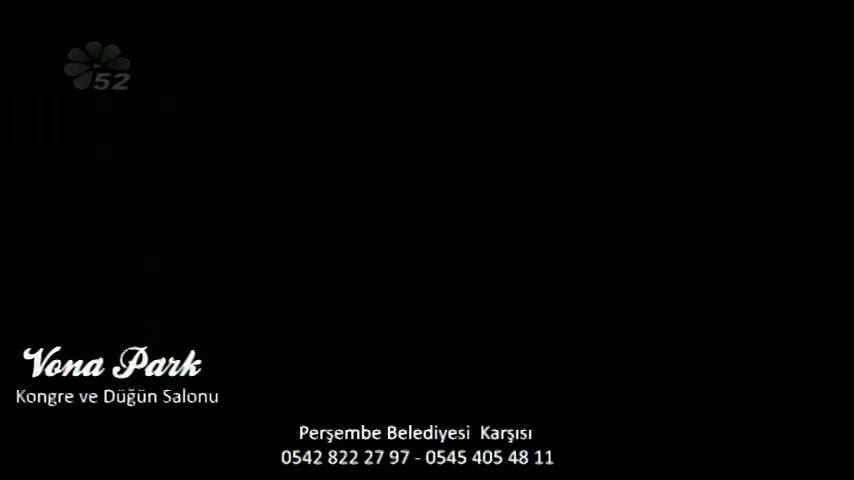 52
Vona Park
Kongre ve Düğün Salonu
Perşembe Belediyesi Karşısı
0542 822 27 97 - 0545 405 48 11